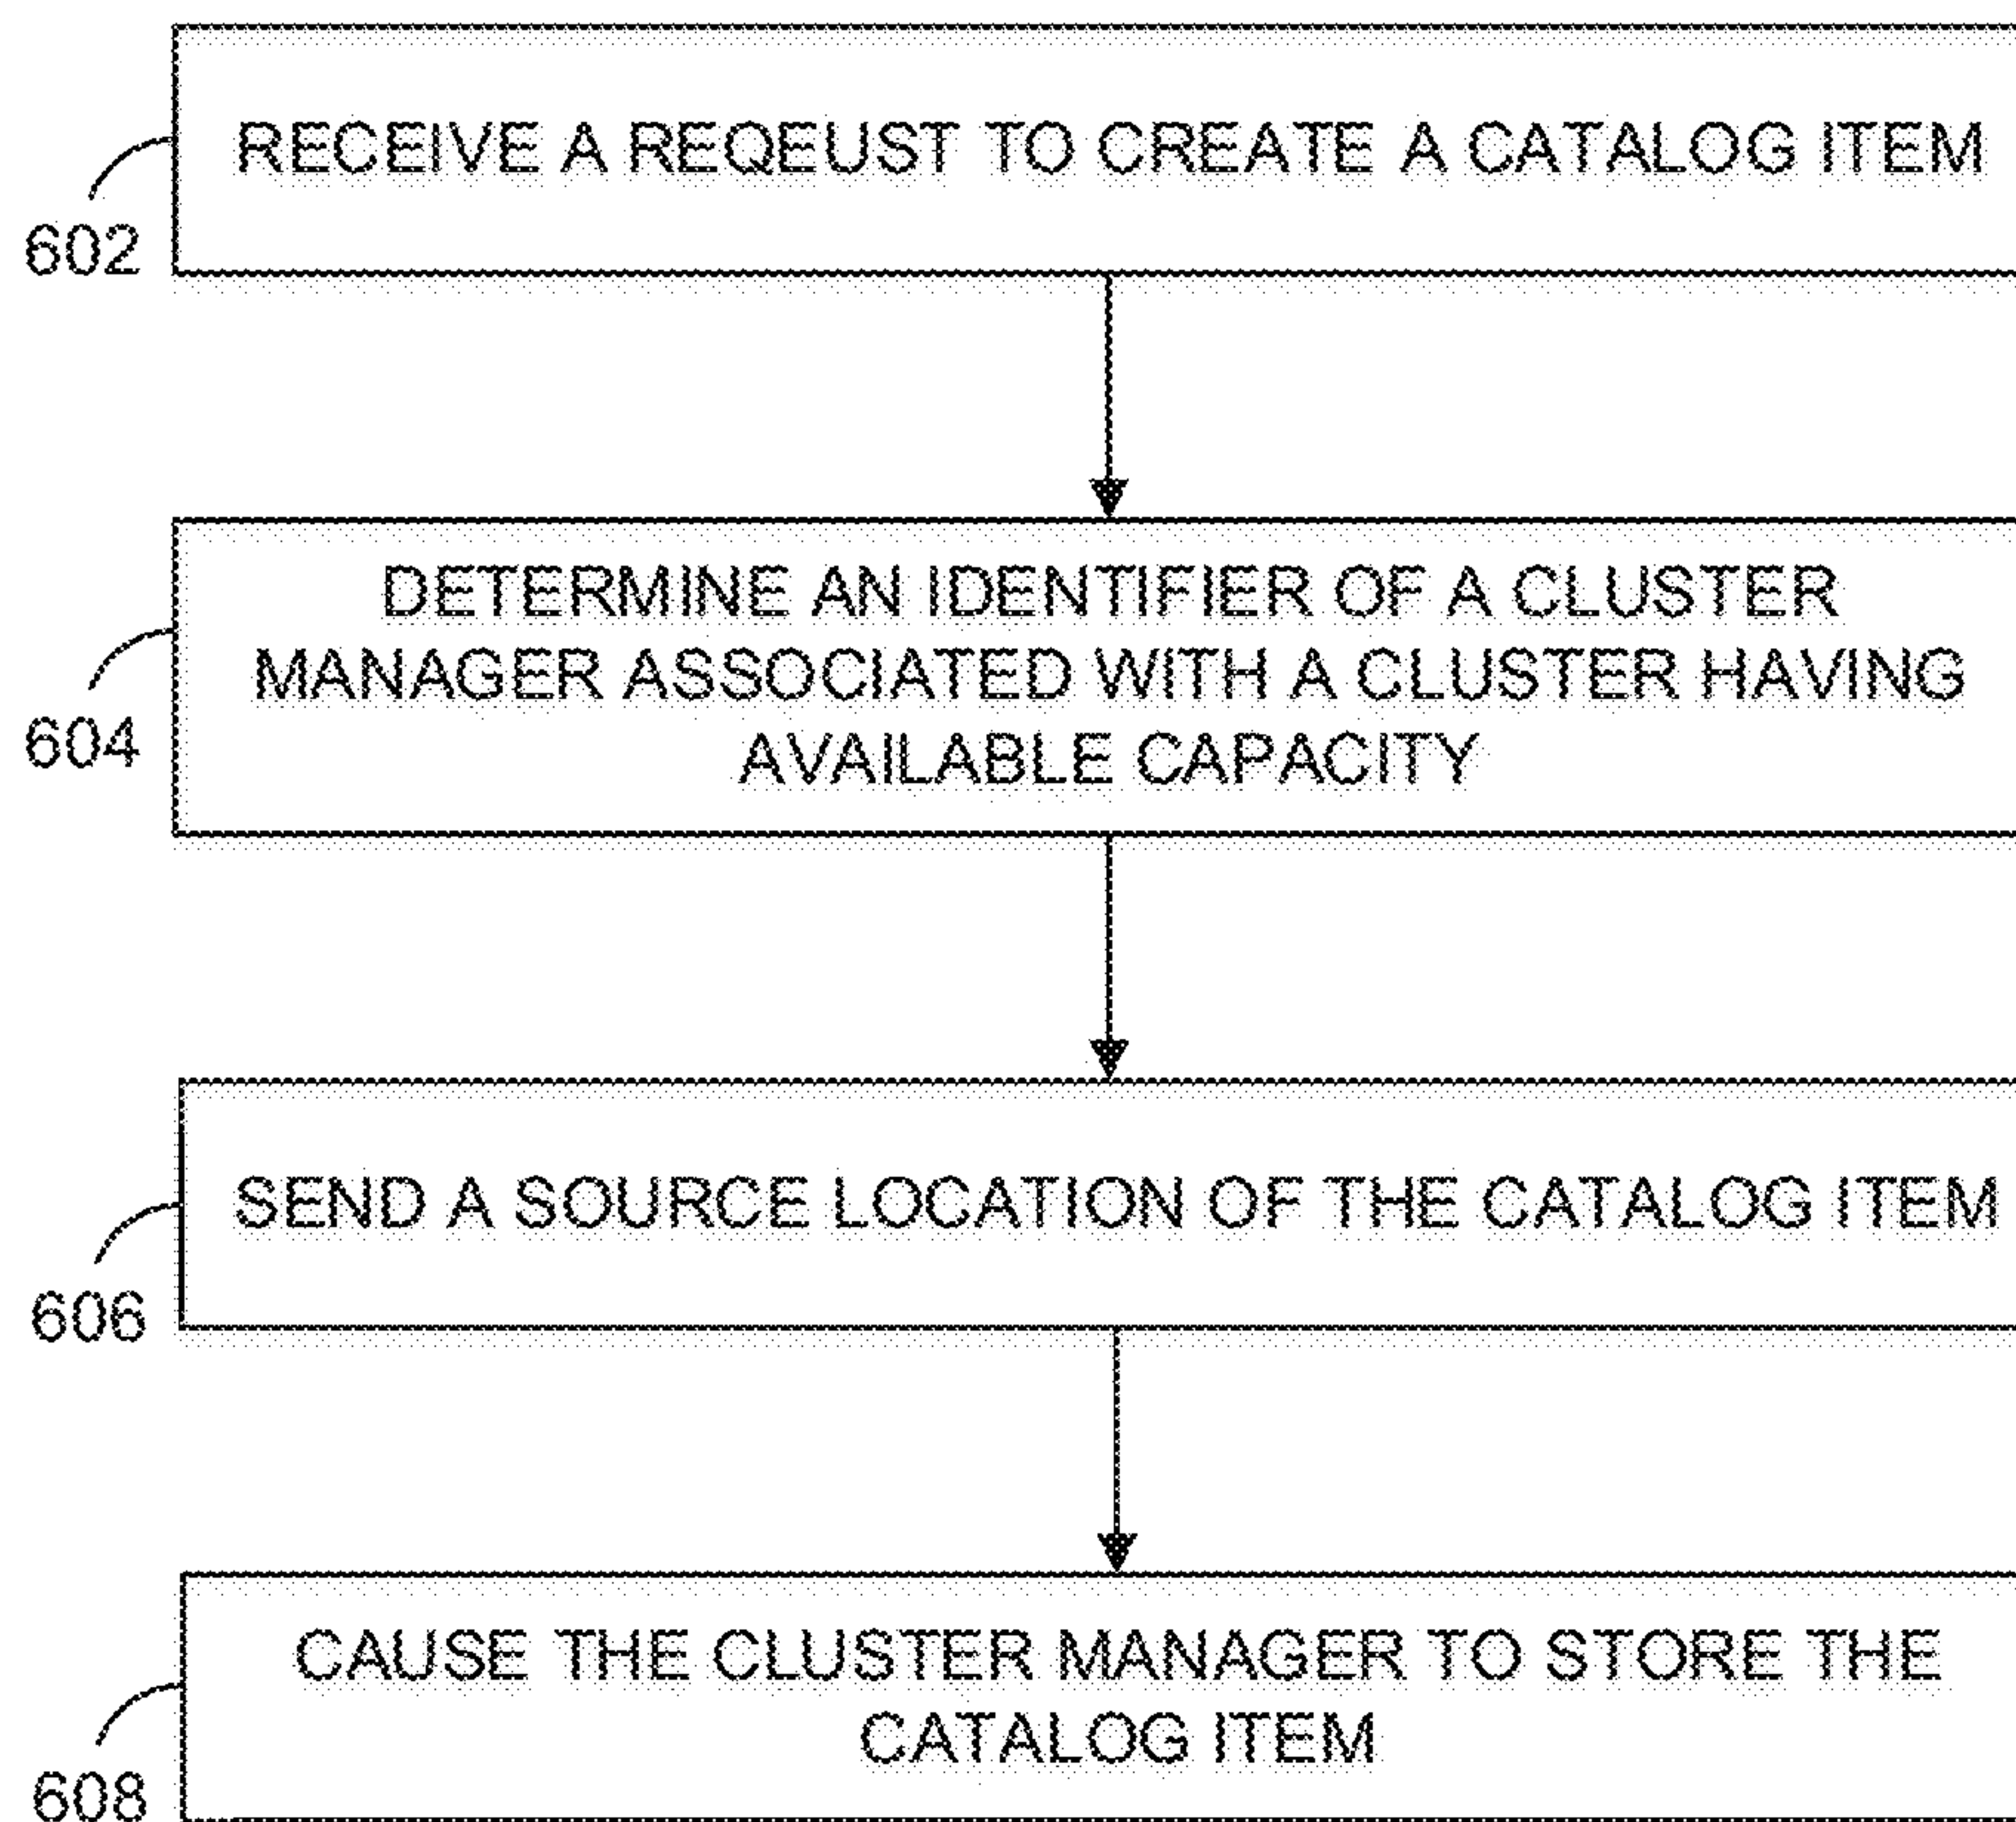 RECEIVE A REQEUST TO CREATE A CATALOG ITEM
602
DETERMINE AN IDENTIFIER OF A CLUSTER
MANAGER ASSOCIATED WITH A CLUSTER HAVING
AVAILABLE CAPACITY
604
SEND A SOURCE LOCATION OF THE CATALOG ITEM
606
CAUSE THE CLUSTER MANAGER TO STORE THE
CATALOG ITEM
608